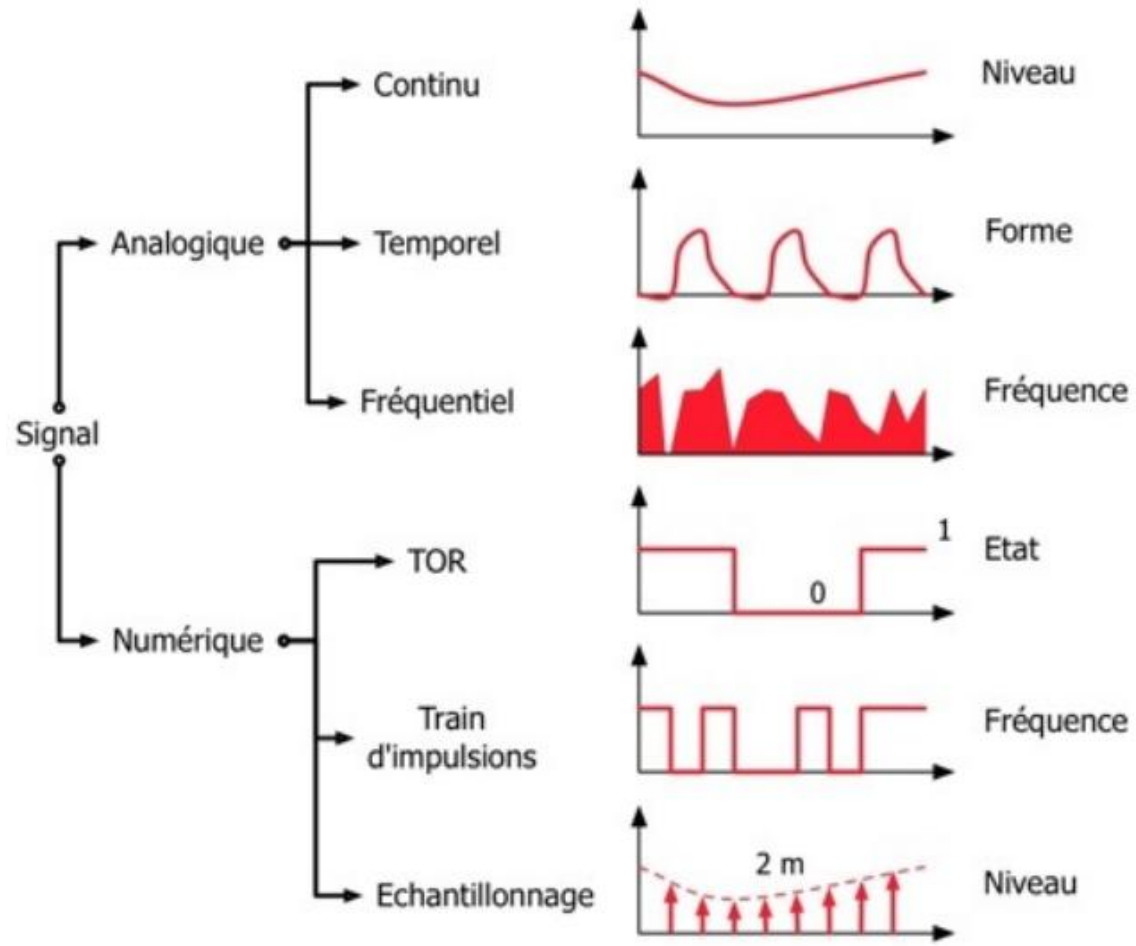 Continu
Niveau
Analogique
Temporel
Forme
Fréquentiel
Fréquence
Signal
TOR
1
0
Etat
Numérique
Train
d'impulsions
Fréquence
Echantillonnage
2 m
Niveau